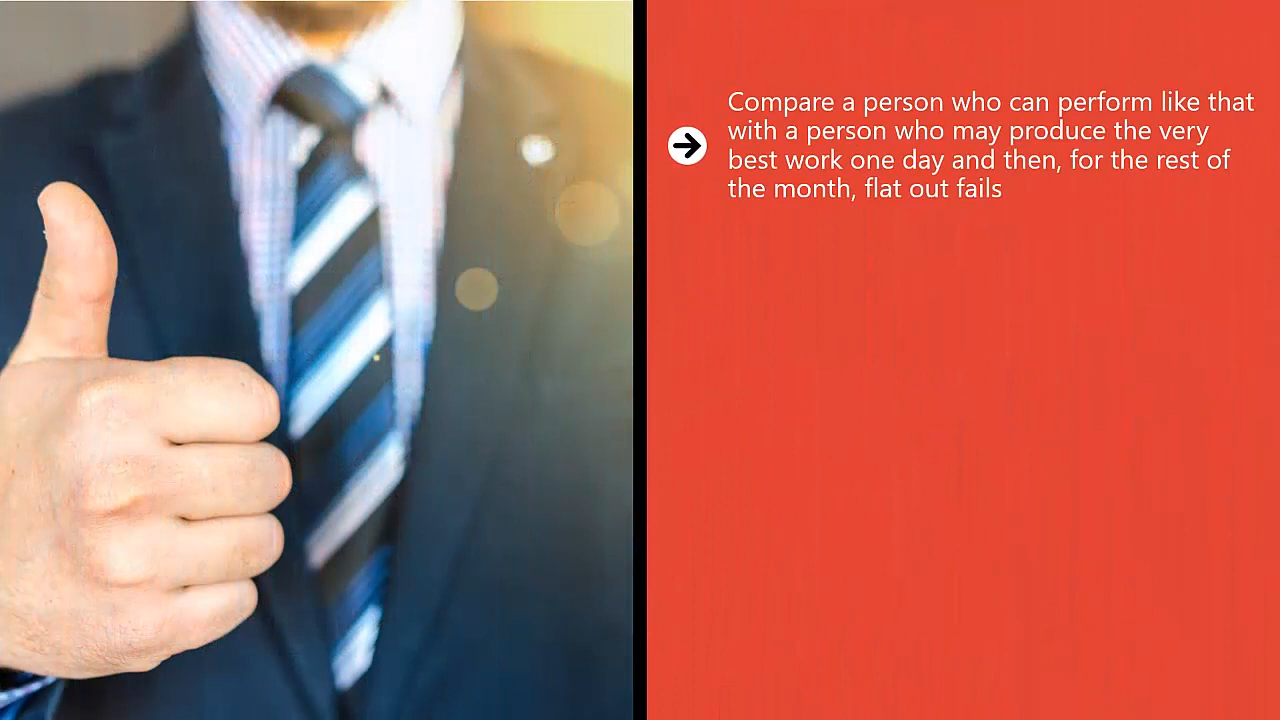 Compare a person who can perform like that
with a person who may produce the very
best work one day and then, for the rest of
the month, flat out fails